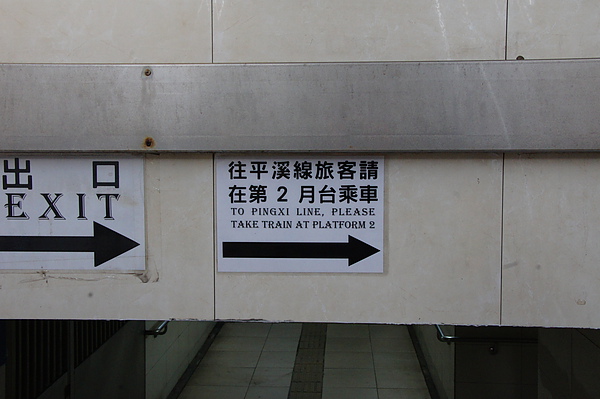 出 口
EXIT
往平溪線旅客請
在第 2 月台乘車
TO PINGXI LINE, PLEASE
TAKE TRAIN AT PLATFORM 2